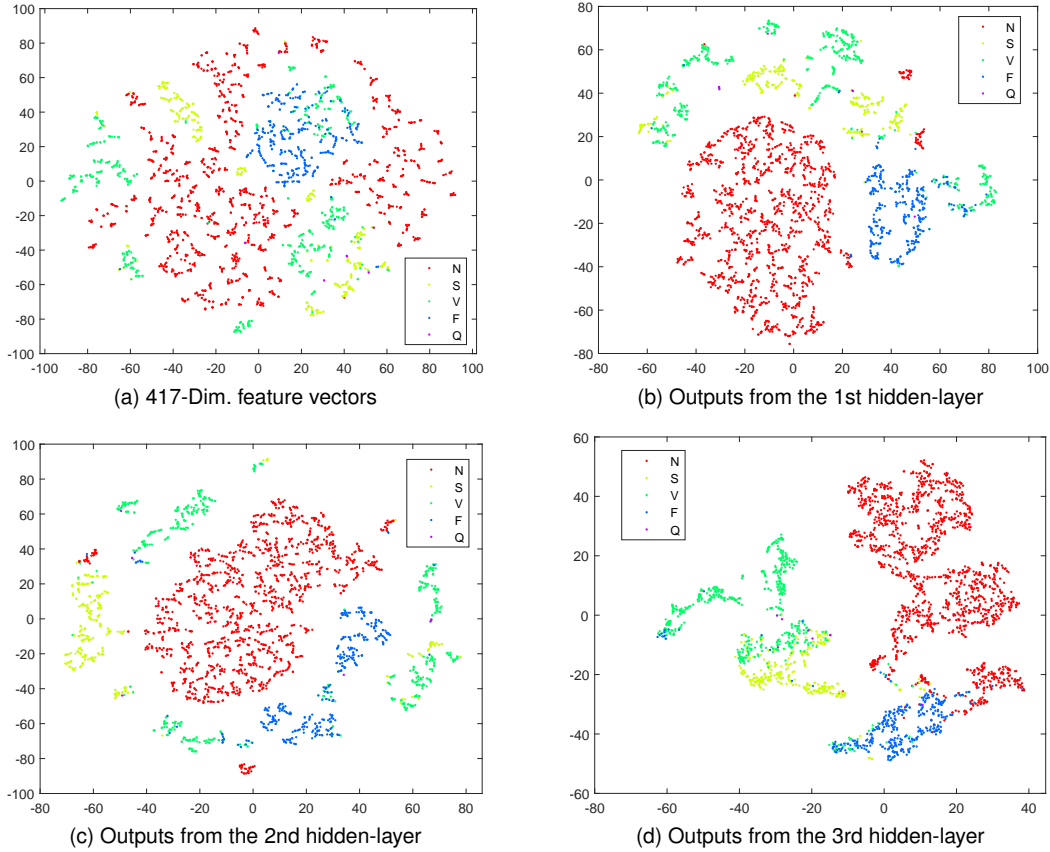 100
80
60
40
20
0
-20
-40
-60
-80
-100
-100 -80 -60 -40 -20 0 20 40 60 80 100
N
S
V
F
Q
(a) 417-Dim. feature vectors
80
60
40
20
0
-20
-40
-60
-80
-80 -60 -40 -20 0 20 40 60 80 100
N
S
V
F
Q
(b) Outputs from the 1st hidden-layer
100
80
60
40
20
0
-20
-40
-60
-80
-100
-80 -60 -40 -20 0 20 40 60 80
N
S
V
F
Q
(c) Outputs from the 2nd hidden-layer
60
40
20
0
-20
-40
-60
-80 -60 -40 -20 0 20 40
N
S
V
F
Q
(d) Outputs from the 3rd hidden-layer